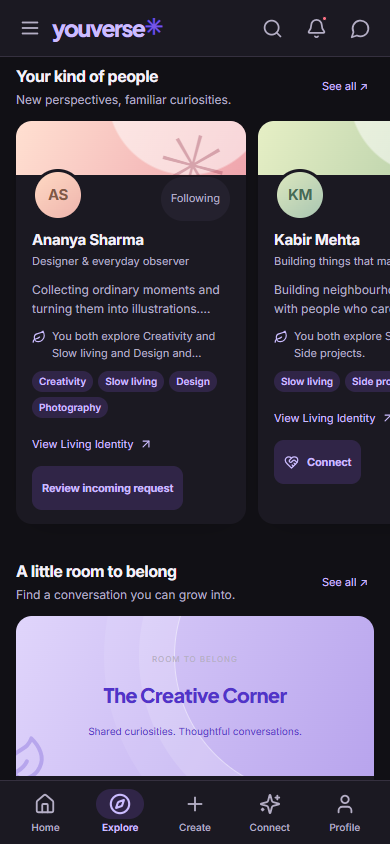 youverse
Your kind of people
See all
New perspectives, familiar curiosities.
AS
Following
Ananya Sharma
Designer & everyday observer
Collecting ordinary moments and
turning them into illustrations....
You both explore Creativity and
Slow living and Design and...
Creativity
Slow living
Design
Photography
View Living Identity
Review incoming request
KM
Kabir Mehta
Building things that ma
Building neighbourho
with people who care
You both explore S
Side projects.
Slow living
Side pro
View Living Identity
Connect
A little room to belong
See all
Find a conversation you can grow into.
ROOM TO BELONG
The Creative Corner
Shared curiosities. Thoughtful conversations.
Home
Explore
Create
Connect
Profile